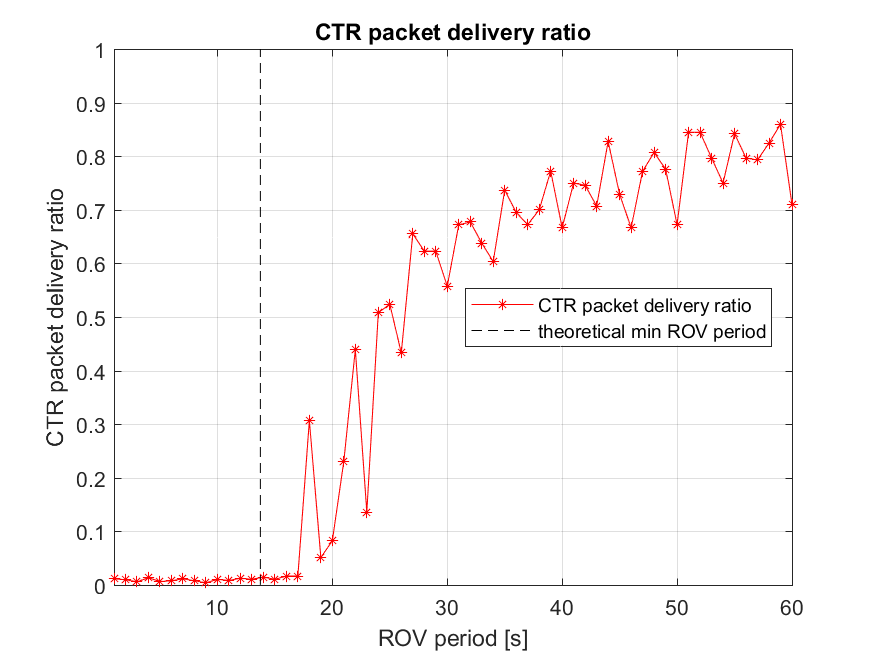 CTR packet delivery ratio
1
0.9
0.8
0.7
0.6
0.5
0.4
0.3
0.2
0.1
0
CTR packet delivery ratio
CTR packet delivery ratio
theoretical min ROV period
10 20 30 40 50 60
ROV period [s]